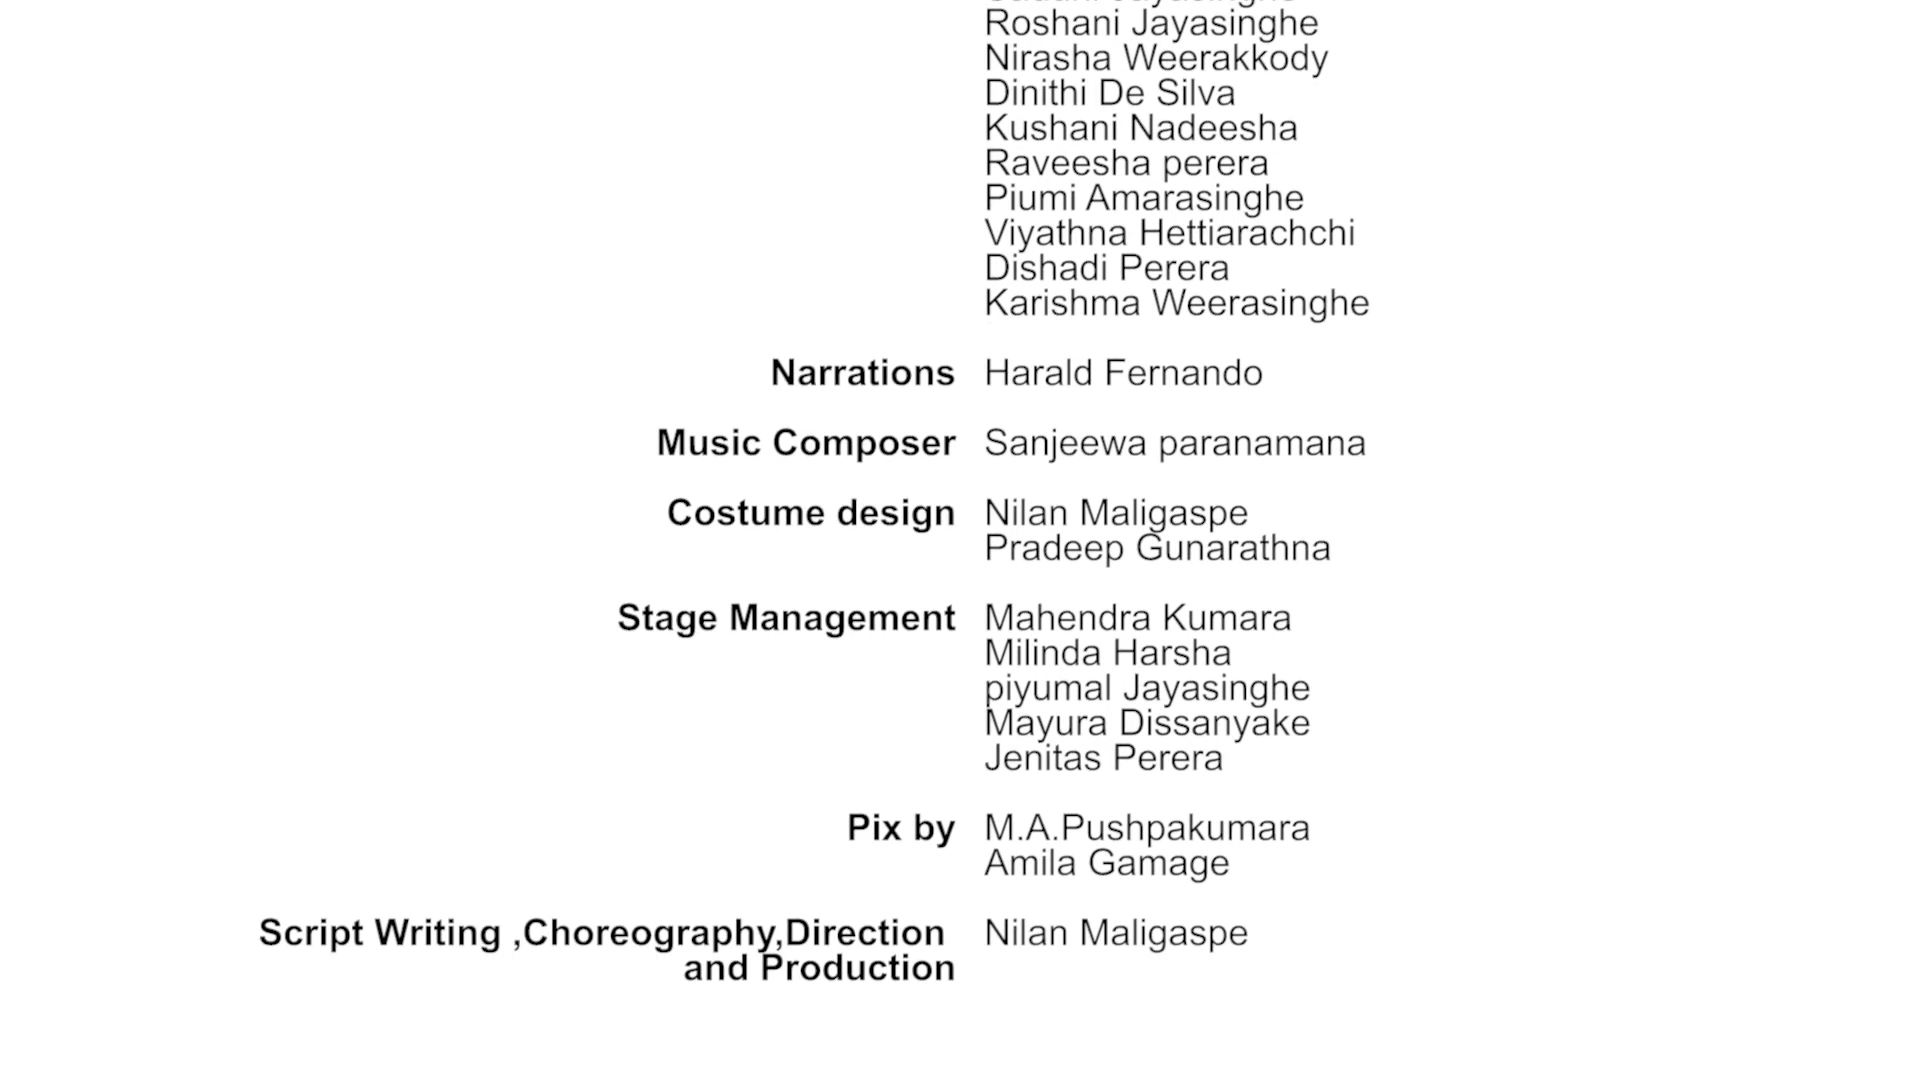 Roshani Jayasinghe
Nirasha Weerakkody
Dinithi De Silva
Kushani Nadeesha
Raveesha perera
Piumi Amarasinghe
Viyathna Hettiarachchi
Dishadi Perera
Karishma Weerasinghe
Narrations Harald Fernando
Music Composer Sanjeewa paranamana
Costume design Nilan Maligaspe
Pradeep Gunarathna
Stage Management Mahendra Kumara
Milinda Harsha
piyumal Jayasinghe
Mayura Dissanyake
Jenitas Perera
Pix by M.A.Pushpakumara
Amila Gamage
Script Writing ,Choreography,Direction Nilan Maligaspe
and Production